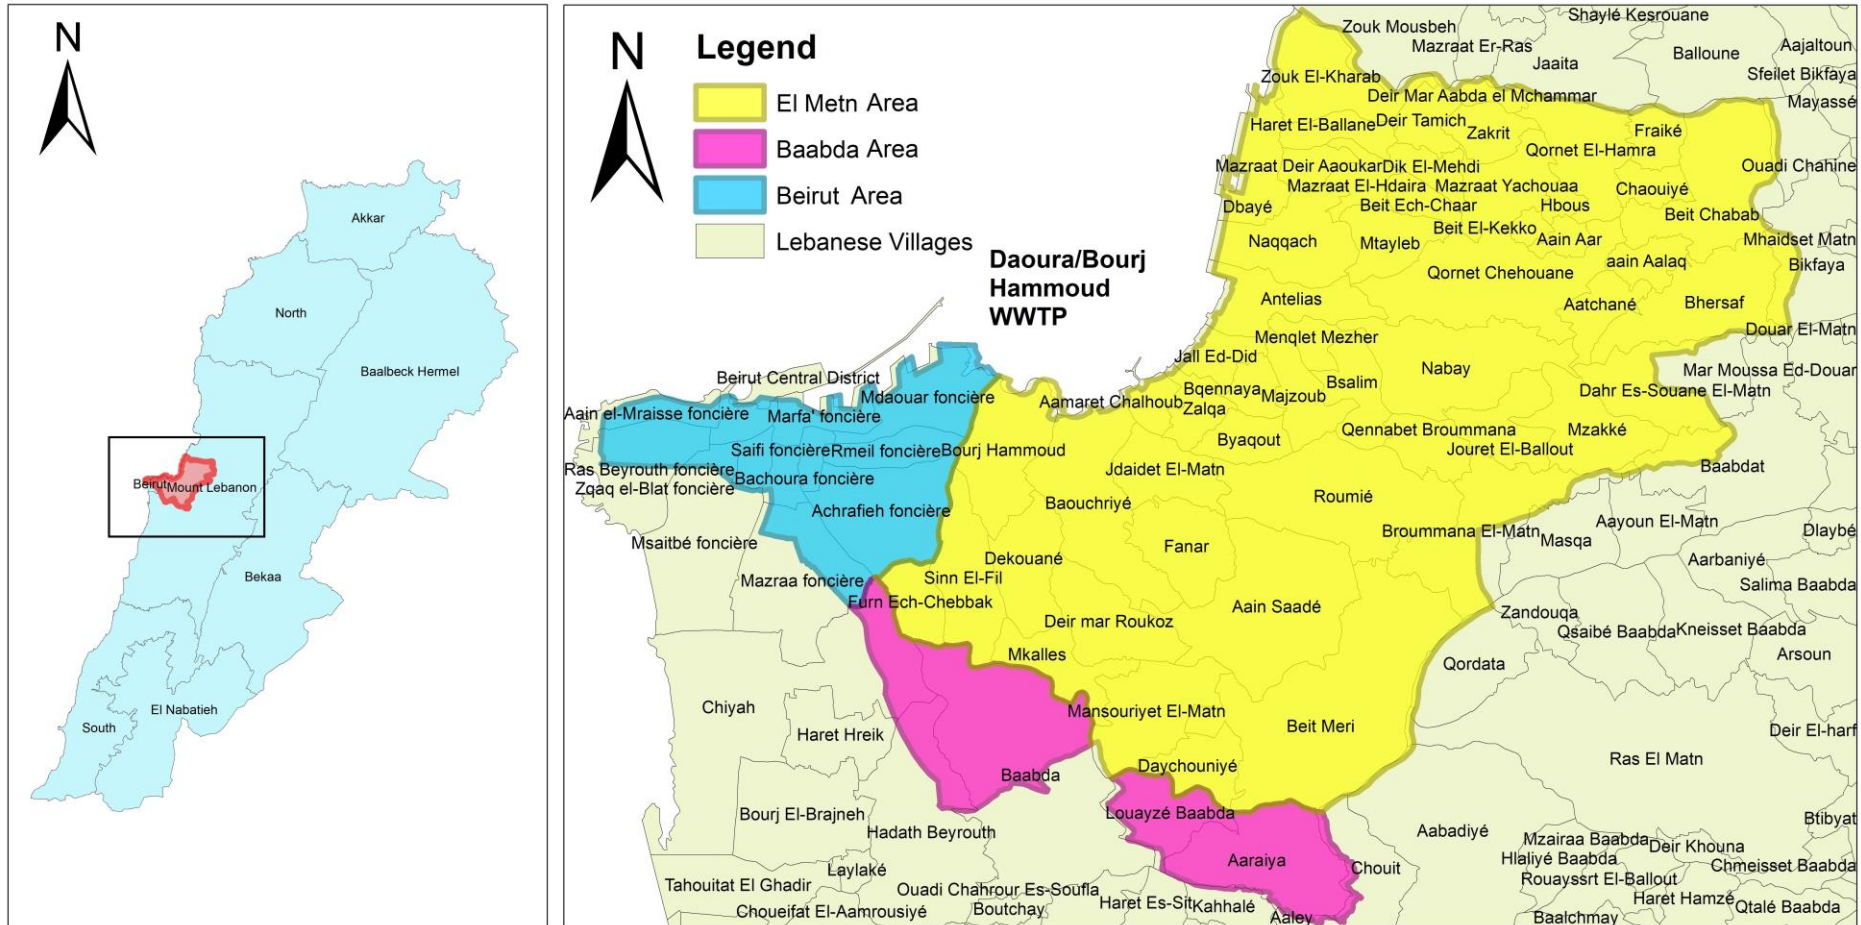 N
Akkar
North
Baalbeck Hermel
Beirut
Mount Lebanon
Bekaa
El Nabatieh
South
N
Legend
El Metn Area
Baabda Area
Beirut Area
Lebanese Villages
Daoura/Bourj
Hammoud
WWTP
Shaylé Kesrouane
Zouk Mousbeh
Mazraat Er-Ras
Balloune
Aajaltoun
Jaaita
Zouk El-Kharab
Sfeilet Bikfaya
Deir Mar Aabda el Mchammar
Mayassé
Haret El-Ballane
Deir Tamich
Zakrit
Fraiké
Qornet El-Hamra
Mazraat Deir Aaoukar
Dik El-Mehdi
Ouadi Chahine
Mazraat El-Hdaira
Mazraat Yachouaa
Chaouiyé
Dbayé
Beit Ech-Chaar
Hbous
Beit Chabab
Beit El-Kekko
Naqqach
Mtayleb
Aain Aar
Mhaidset Matn
aain Aalaq
Bikfaya
Qornet Chehouane
Antelias
Aatchané
Bhersaf
Menqlet Mezher
Douar El-Matn
Jall Ed-Did
Nabay
Mar Moussa Ed-Douar
Beirut Central District
Bsalim
Bqennaya
Majzoub
Dahr Es-Souane El-Matn
Mdaouar foncière
Aamaret Chalhoub
Zalqa
Aain el-Mraisse foncière
Marfa' foncière
Qennabet Broummana
Mzakké
Byaqout
Saifi foncière
Rmeil foncière
Bourj Hammoud
Jouret El-Ballout
Ras Beyrouth foncière
Jdaidet El-Matn
Baabdat
Bachoura foncière
Zqaq el-Blat foncière
Roumié
Baouchriyé
Achrafieh foncière
Aayoun El-Matn
Broummana El-Matn
Dlaybé
Msaitbé foncière
Fanar
Masqa
Dekouané
Aarbaniyé
Mazraa foncière
Sinn El-Fil
Salima Baabda
Furn Ech-Chebbak
Aain Saadé
Zandouqa
Deir mar Roukoz
Qsaibé Baabda
Kneisset Baabda
Mkalles
Arsoun
Qordata
Chiyah
Mansouriyet El-Matn
Beit Meri
Haret Hreik
Deir El-harf
Daychouniyé
Ras El Matn
Baabda
Bourj El-Brajneh
Louayzé Baabda
Hadath Beyrouth
Btibyat
Aabadiyé
Mzairaa Baabda
Deir Khouna
Aaraiya
Hlaliyé Baabda
Laylaké
Chouit
Chmeisset Baabda
Rouayssrt El-Ballout
Tahouitat El Ghadir
Ouadi Chahrour Es-Soufla
Haret Hamzé
Haret Es-Sit
Kahhalé
Qtalé Baabda
Choueifat El-Aamrousiyé
Boutchay
Aaley
Baalchmay